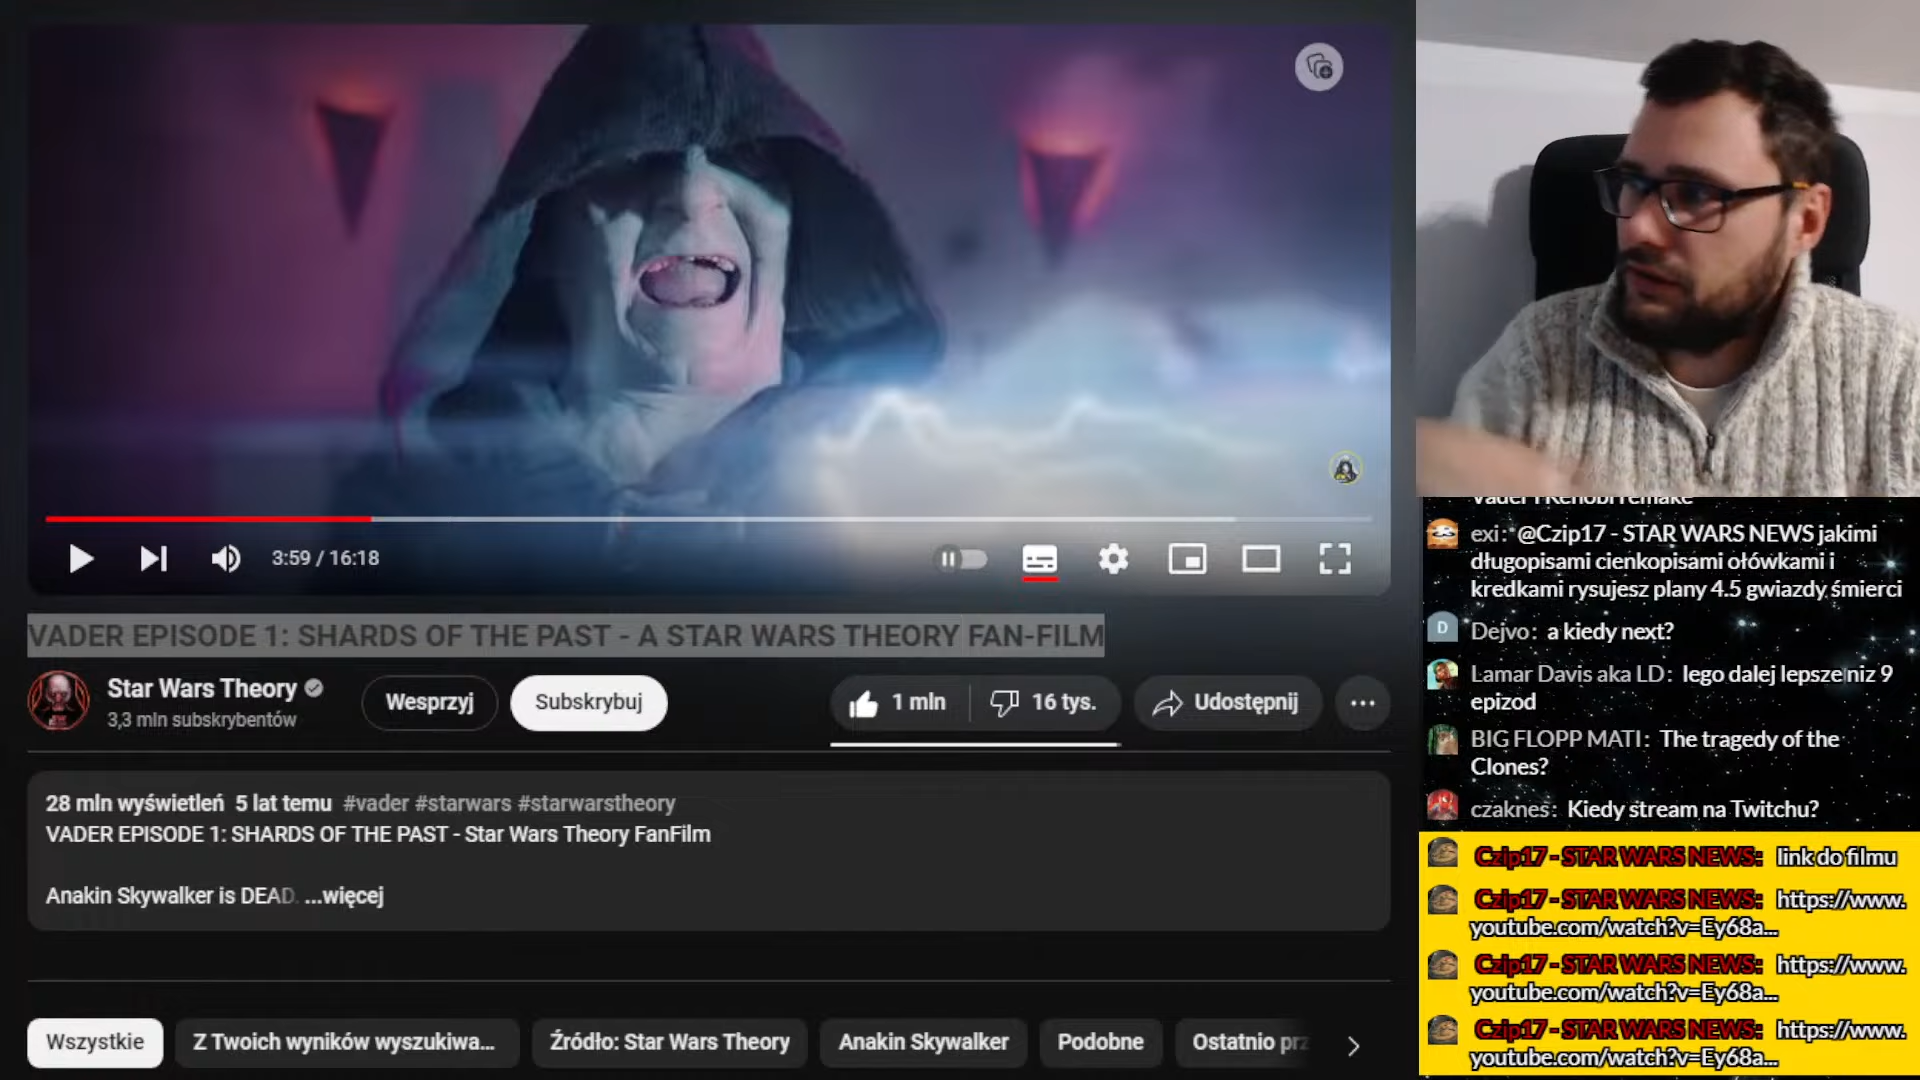 3:59 / 16:18
VADER EPISODE 1: SHARDS OF THE PAST - A STAR WARS THEORY FAN-FILM
Star Wars Theory
3,3 mln subskrybentów
Wesprzyj
Subskrybuj
1 mln
16 tys.
Udostępnij
28 mln wyświetleń 5 lat temu #vader #starwars #starwarstheory
VADER EPISODE 1: SHARDS OF THE PAST - Star Wars Theory FanFilm
Anakin Skywalker is DEAD. ...więcej
Wszystkie
Z Twoich wyników wyszukiwa...
Źródło: Star Wars Theory
Anakin Skywalker
Podobne
Ostatnio prz
Vader i Kenobi remake
exi: @Czip17 - STAR WARS NEWS jakimi
długopisami cienkopisami ołówkami i
kredkami rysujesz plany 4.5 gwiazdy śmierci
D
Dejvo: a kiedy next?
Lamar Davis aka LD: lego dalej lepsze niz 9
epizod
BIG FLOPP MATI: The tragedy of the
Clones?
czaknes: Kiedy stream na Twitchu?
Czip17 - STAR WARS NEWS: link do filmu
Czip17 - STAR WARS NEWS: https://www.
youtube.com/watch?v=Ey68a...
Czip17 - STAR WARS NEWS: https://www.
youtube.com/watch?v=Ey68a...
Czip17 - STAR WARS NEWS: https://www.
youtube.com/watch?v=Ey68a...